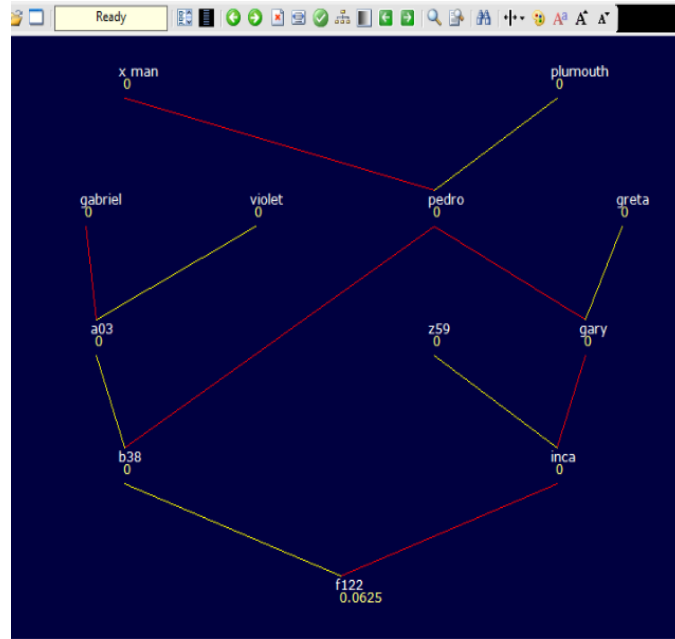 Ready
x man
0
plumouth
0
gabriel
0
violet
0
pedro
0
greta
0
a03
0
z59
0
gary
0
b38
0
inca
0
f122
0.0625